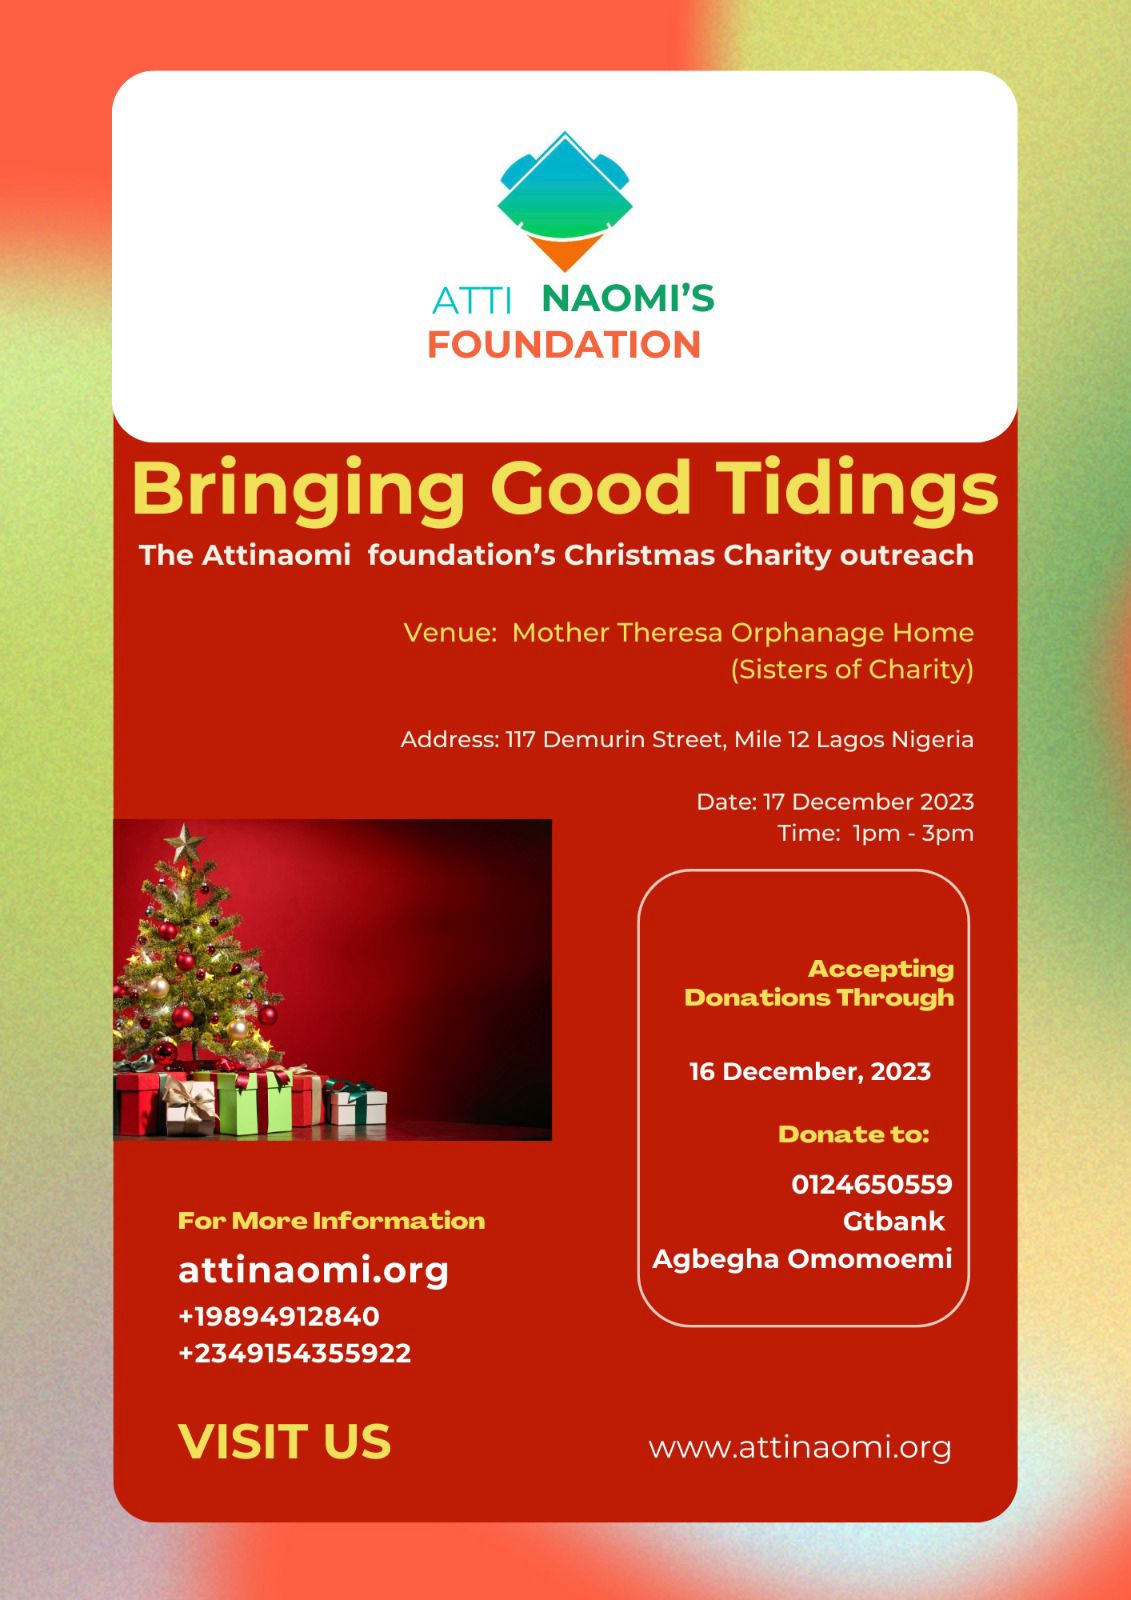 ATTI NAOMI'S
FOUNDATION
Bringing Good Tidings
The Attinaomi foundation's Christmas Charity outreach
Venue: Mother Theresa Orphanage Home
(Sisters of Charity)
Address: 117 Demurin Street, Mile 12 Lagos Nigeria
Date: 17 December 2023
Time: 1pm - 3pm
Accepting
Donations Through
16 December, 2023
Donate to:
0124650559
Gtbank
Agbegha Omomoemi
For More Information
attinaomi.org
+19894912840
+2349154355922
VISIT US
www.attinaomi.org